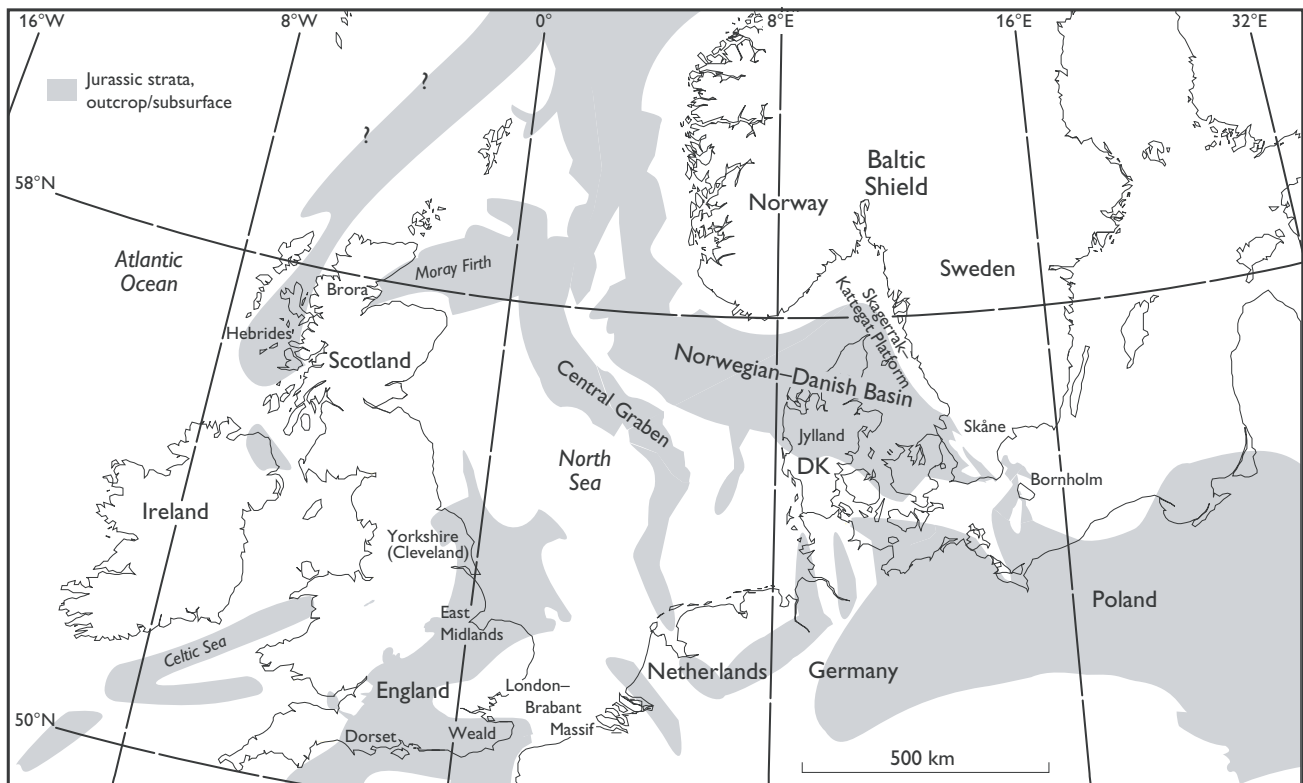 16°W
8°W
0°
8°E
16°E
32°E
Jurassic strata,
outcrop/subsurface
?
?
58°N
Baltic
Shield
Norway
Atlantic
Ocean
Sweden
Moray Firth
Brora
Skagerrak–
Kattegat Platform
Hebrides
Scotland
Norwegian–Danish Basin
Central Graben
Jylland
Skåne
North
Sea
DK
Bornholm
Ireland
Yorkshire
(Cleveland)
Poland
East
Midlands
Celtic Sea
Netherlands
Germany
England
London–
Brabant
Massif
50°N
Dorset
Weald
500 km